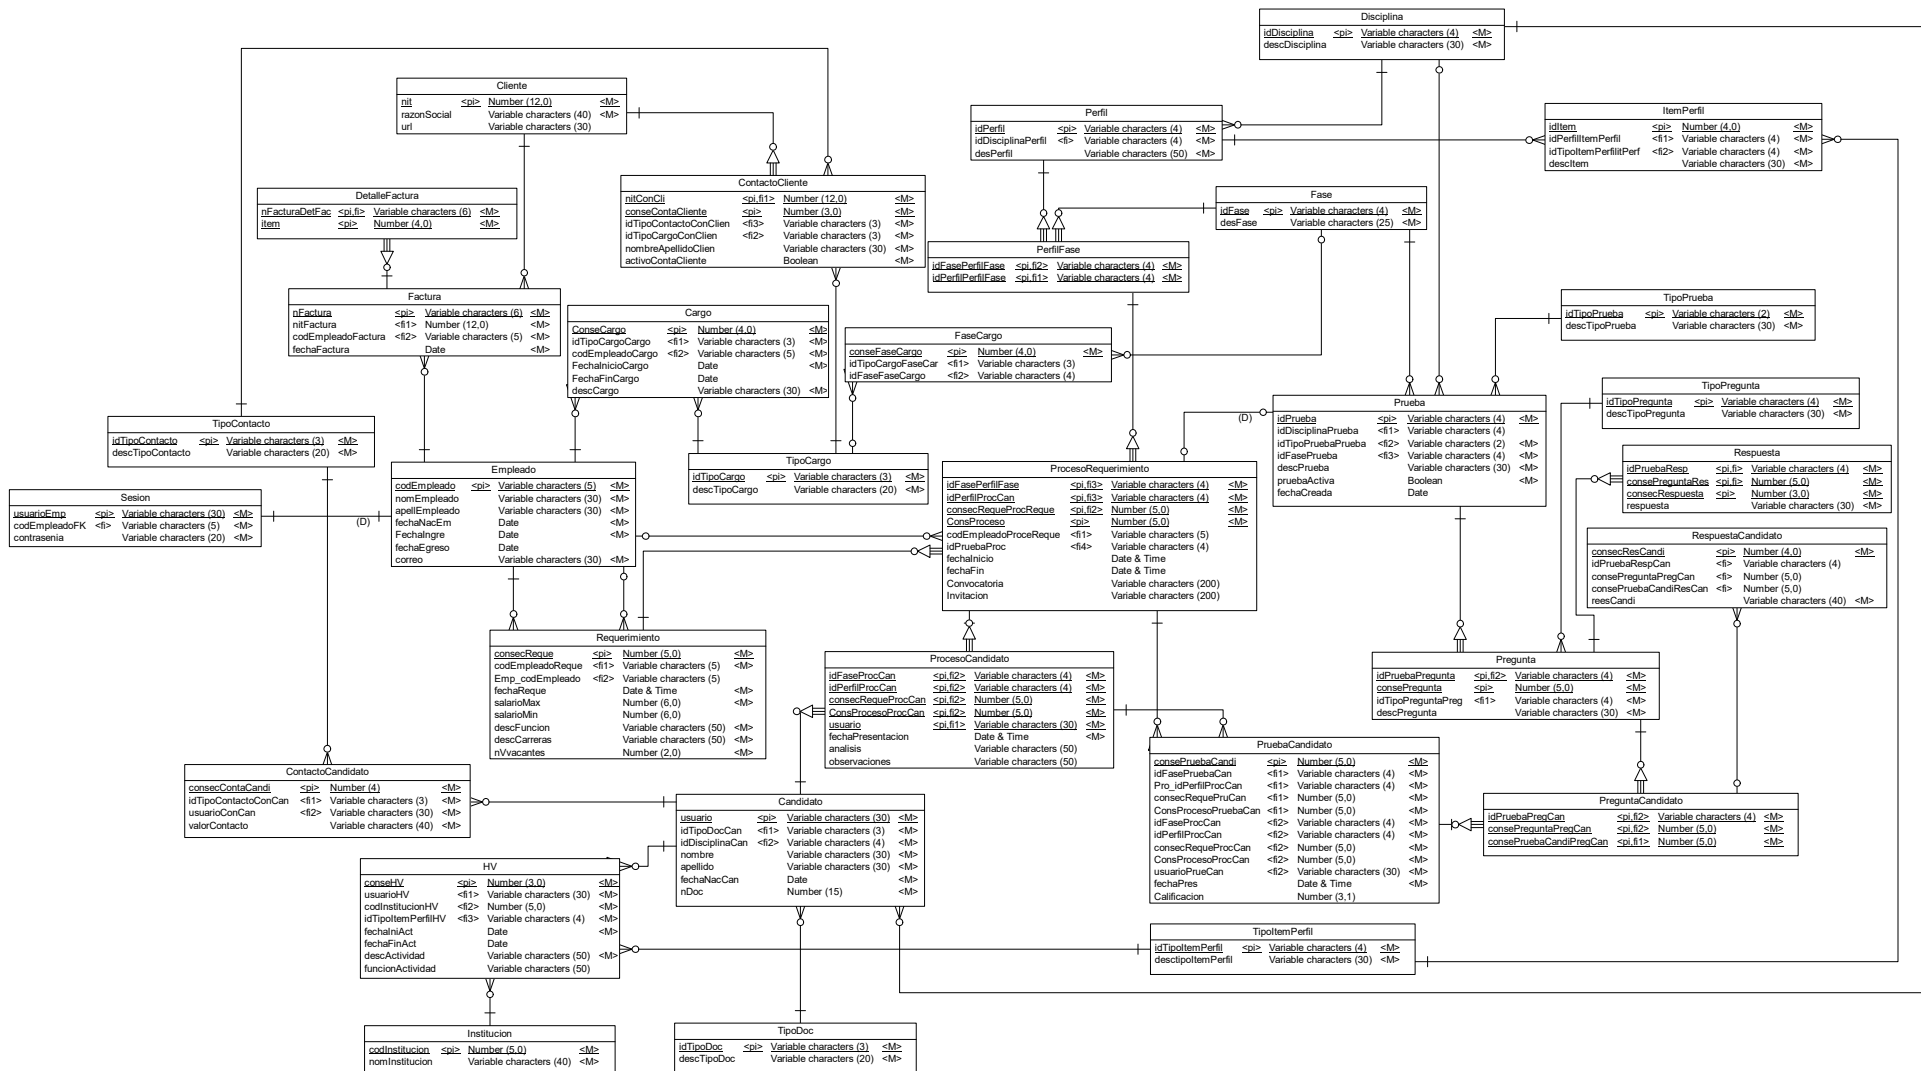 Disciplina
idDisciplina <pi> Variable characters (4) <M>
descDisciplina Variable characters (30) <M>
Cliente
nit <pi> Number (12,0) <M>
razonSocial Variable characters (40) <M>
url Variable characters (30)
Perfil
idPerfil <pi> Variable characters (4) <M>
idDisciplinaPerfil <fi> Variable characters (4) <M>
desPerfil Variable characters (50) <M>
ItemPerfil
idItem <pi> Number (4,0) <M>
idPerfilItemPerfil <fi1> Variable characters (4) <M>
idTipoItemPerfilitPerf <fi2> Variable characters (4) <M>
descItem Variable characters (30) <M>
DetalleFactura
nFacturaDetFac <pi,fi> Variable characters (6) <M>
item <pi> Number (4,0) <M>
ContactoCliente
nitConCli <pi,fi1> Number (12,0) <M>
conseContaCliente <pi> Number (3,0) <M>
idTipoContactoConClien <fi3> Variable characters (3) <M>
idTipoCargoConClien <fi2> Variable characters (3) <M>
nombreApellidoClien Variable characters (30) <M>
activoContaCliente Boolean <M>
Fase
idFase <pi> Variable characters (4) <M>
desFase Variable characters (25) <M>
PerfilFase
idFasePerfilFase <pi,fi2> Variable characters (4) <M>
idPerfilPerfilFase <pi,fi1> Variable characters (4) <M>
Factura
nFactura <pi> Variable characters (6) <M>
nitFactura <fi1> Number (12,0) <M>
codEmpleadoFactura <fi2> Variable characters (5) <M>
fechaFactura Date <M>
Cargo
ConseCargo <pi> Number (4,0) <M>
idTipoCargoCargo <fi1> Variable characters (3) <M>
codEmpleadoCargo <fi2> Variable characters (5) <M>
FechaInicioCargo Date <M>
FechaFinCargo Date
descCargo Variable characters (30) <M>
FaseCargo
conseFaseCargo <pi> Number (4,0) <M>
idTipoCargoFaseCar <fi1> Variable characters (3)
idFaseFaseCargo <fi2> Variable characters (4)
TipoPrueba
idTipoPrueba <pi> Variable characters (2) <M>
descTipoPrueba Variable characters (30) <M>
TipoPregunta
idTipoPregunta <pi> Variable characters (4) <M>
descTipoPregunta Variable characters (30) <M>
Prueba
idPrueba <pi> Variable characters (4) <M>
idDisciplinaPrueba <fi1> Variable characters (4)
idTipoPruebaPrueba <fi2> Variable characters (2) <M>
idFasePrueba <fi3> Variable characters (4) <M>
descPrueba Variable characters (30) <M>
pruebaActiva Boolean <M>
fechaCreada Date
(D)
TipoContacto
idTipoContacto <pi> Variable characters (3) <M>
descTipoContacto Variable characters (20) <M>
TipoCargo
idTipoCargo <pi> Variable characters (3) <M>
descTipoCargo Variable characters (20) <M>
Respuesta
idPruebaResp <pi,fi> Variable characters (4) <M>
consePreguntaRes <pi,fi> Number (5,0) <M>
consecRespuesta <pi> Number (3,0) <M>
respuesta Variable characters (30) <M>
Sesion
usuarioEmp <pi> Variable characters (30) <M>
codEmpleadoFK <fi> Variable characters (5) <M>
contrasenia Variable characters (20) <M>
(D)
Empleado
codEmpleado <pi> Variable characters (5) <M>
nomEmpleado Variable characters (30) <M>
apellEmpleado Variable characters (30) <M>
fechaNacEm Date <M>
FechaIngre Date <M>
fechaEgreso Date
correo Variable characters (30) <M>
ProcesoRequerimiento
idFasePerfilFase <pi,fi3> Variable characters (4) <M>
idPerfilProcCan <pi,fi3> Variable characters (4) <M>
consecRequeProcReque <pi,fi2> Number (5,0) <M>
ConsProceso <pi> Number (5,0) <M>
codEmpleadoProceReque <fi1> Variable characters (5)
idPruebaProc <fi4> Variable characters (4)
fechaInicio Date & Time
fechaFin Date & Time
Convocatoria Variable characters (200)
Invitacion Variable characters (200)
RespuestaCandidato
consecResCandi <pi> Number (4,0) <M>
idPruebaRespCan <fi> Variable characters (4)
consePreguntaPregCan <fi> Number (5,0)
consePruebaCandiResCan <fi> Number (5,0)
reesCandi Variable characters (40) <M>
Requerimiento
consecReque <pi> Number (5,0) <M>
codEmpleadoReque <fi1> Variable characters (5) <M>
Emp_codEmpleado <fi2> Variable characters (5)
fechaReque Date & Time <M>
salarioMax Number (6,0) <M>
salarioMin Number (6,0)
descFuncion Variable characters (50) <M>
descCarreras Variable characters (50) <M>
nVvacantes Number (2,0) <M>
ProcesoCandidato
idFaseProcCan <pi,fi2> Variable characters (4) <M>
idPerfilProcCan <pi,fi2> Variable characters (4) <M>
consecRequeProcCan <pi,fi2> Number (5,0) <M>
ConsProcesoProcCan <pi,fi2> Number (5,0) <M>
usuario <pi,fi1> Variable characters (30) <M>
fechaPresentacion Date & Time <M>
analisis Variable characters (50)
observaciones Variable characters (50)
Pregunta
idPruebaPregunta <pi,fi2> Variable characters (4) <M>
consePregunta <pi> Number (5,0) <M>
idTipoPreguntaPreg <fi1> Variable characters (4) <M>
descPregunta Variable characters (30) <M>
PruebaCandidato
consePruebaCandi <pi> Number (5,0) <M>
idFasePruebaCan <fi1> Variable characters (4) <M>
Pro_idPerfilProcCan <fi1> Variable characters (4) <M>
consecRequePruCan <fi1> Number (5,0) <M>
ConsProcesoPruebaCan <fi1> Number (5,0) <M>
idFaseProcCan <fi2> Variable characters (4) <M>
idPerfilProcCan <fi2> Variable characters (4) <M>
consecRequeProcCan <fi2> Number (5,0) <M>
ConsProcesoProcCan <fi2> Number (5,0) <M>
usuarioPrueCan <fi2> Variable characters (30) <M>
fechaPres Date & Time <M>
Calificacion Number (3,1)
ContactoCandidato
consecContaCandi <pi> Number (4) <M>
idTipoContactoConCan <fi1> Variable characters (3) <M>
usuarioConCan <fi2> Variable characters (30) <M>
valorContacto Variable characters (40) <M>
Candidato
usuario <pi> Variable characters (30) <M>
idTipoDocCan <fi1> Variable characters (3) <M>
idDisciplinaCan <fi2> Variable characters (4) <M>
nombre Variable characters (30) <M>
apellido Variable characters (30) <M>
fechaNacCan Date <M>
nDoc Number (15) <M>
PreguntaCandidato
idPruebaPregCan <pi,fi2> Variable characters (4) <M>
consePreguntaPregCan <pi,fi2> Number (5,0) <M>
consePruebaCandiPregCan <pi,fi1> Number (5,0) <M>
HV
conseHV <pi> Number (3,0) <M>
usuarioHV <fi1> Variable characters (30) <M>
codInstitucionHV <fi2> Number (5,0) <M>
idTipoItemPerfilHV <fi3> Variable characters (4) <M>
fechaIniAct Date <M>
fechaFinAct Date
descActividad Variable characters (50) <M>
funcionActividad Variable characters (50)
TipoItemPerfil
idTipoItemPerfil <pi> Variable characters (4) <M>
desctipoItemPerfil Variable characters (30) <M>
Institucion
codInstitucion <pi> Number (5,0) <M>
nomInstitucion Variable characters (40) <M>
TipoDoc
idTipoDoc <pi> Variable characters (3) <M>
descTipoDoc Variable characters (20) <M>